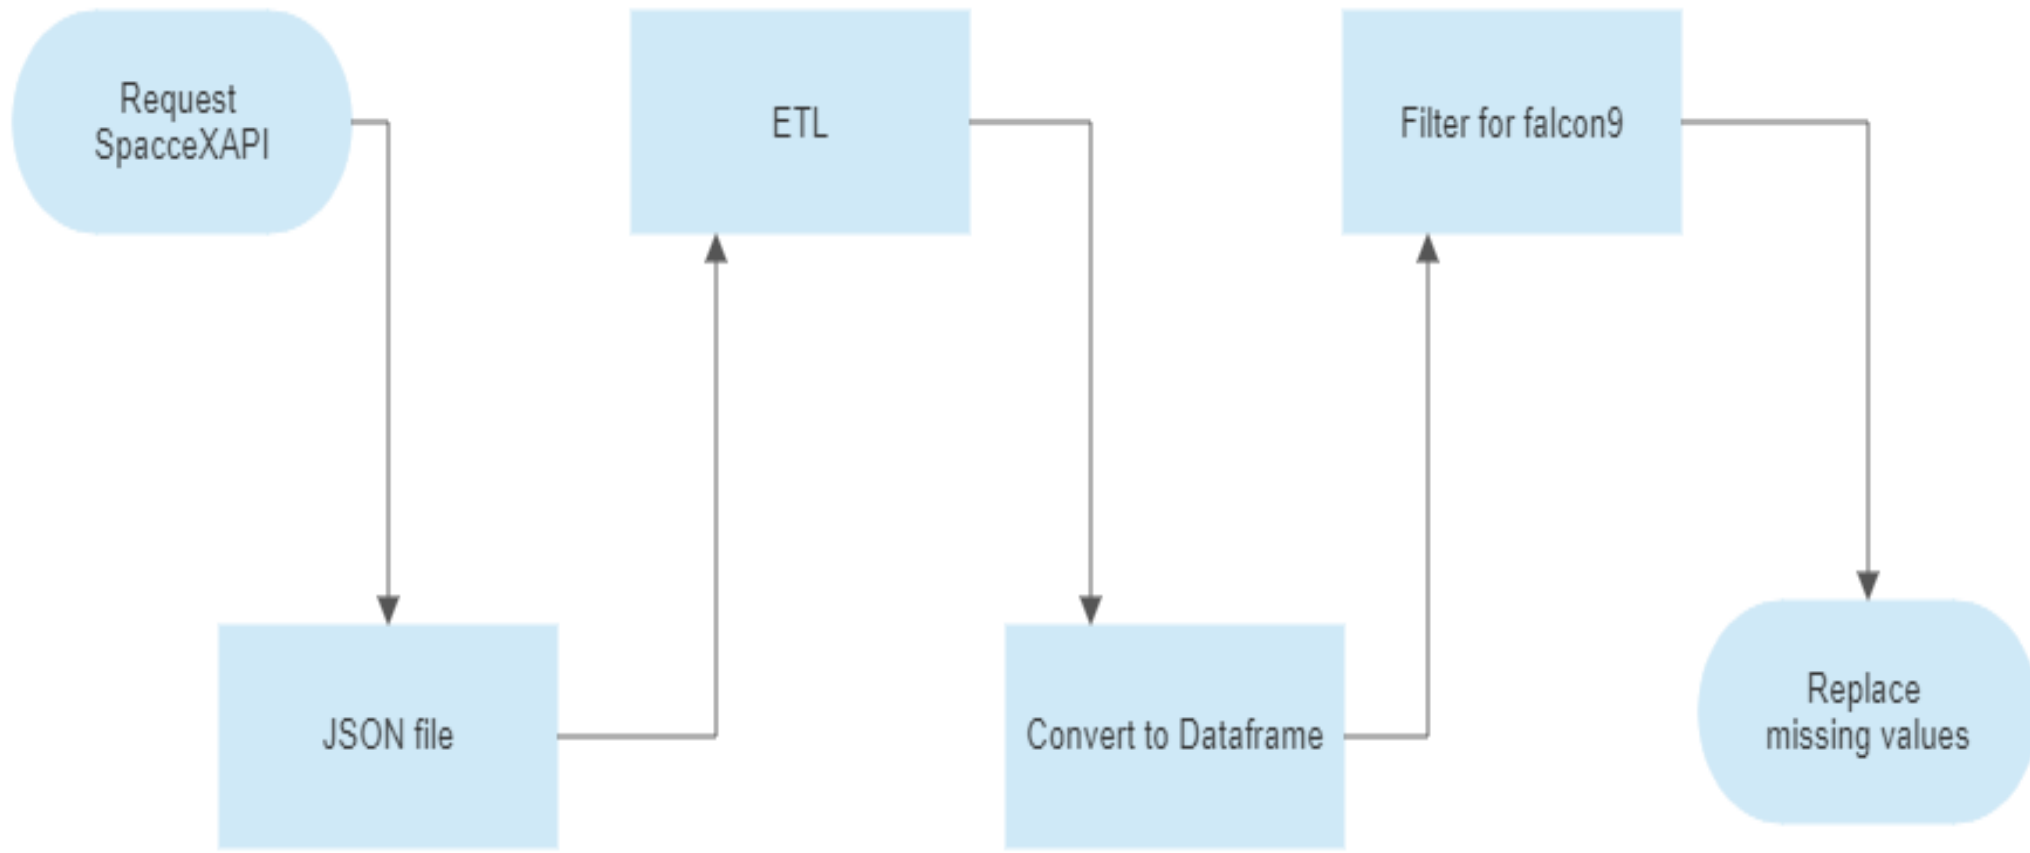 Request
SpacceXAPI
JSON file
ETL
Convert to Dataframe
Filter for falcon9
Replace
missing values